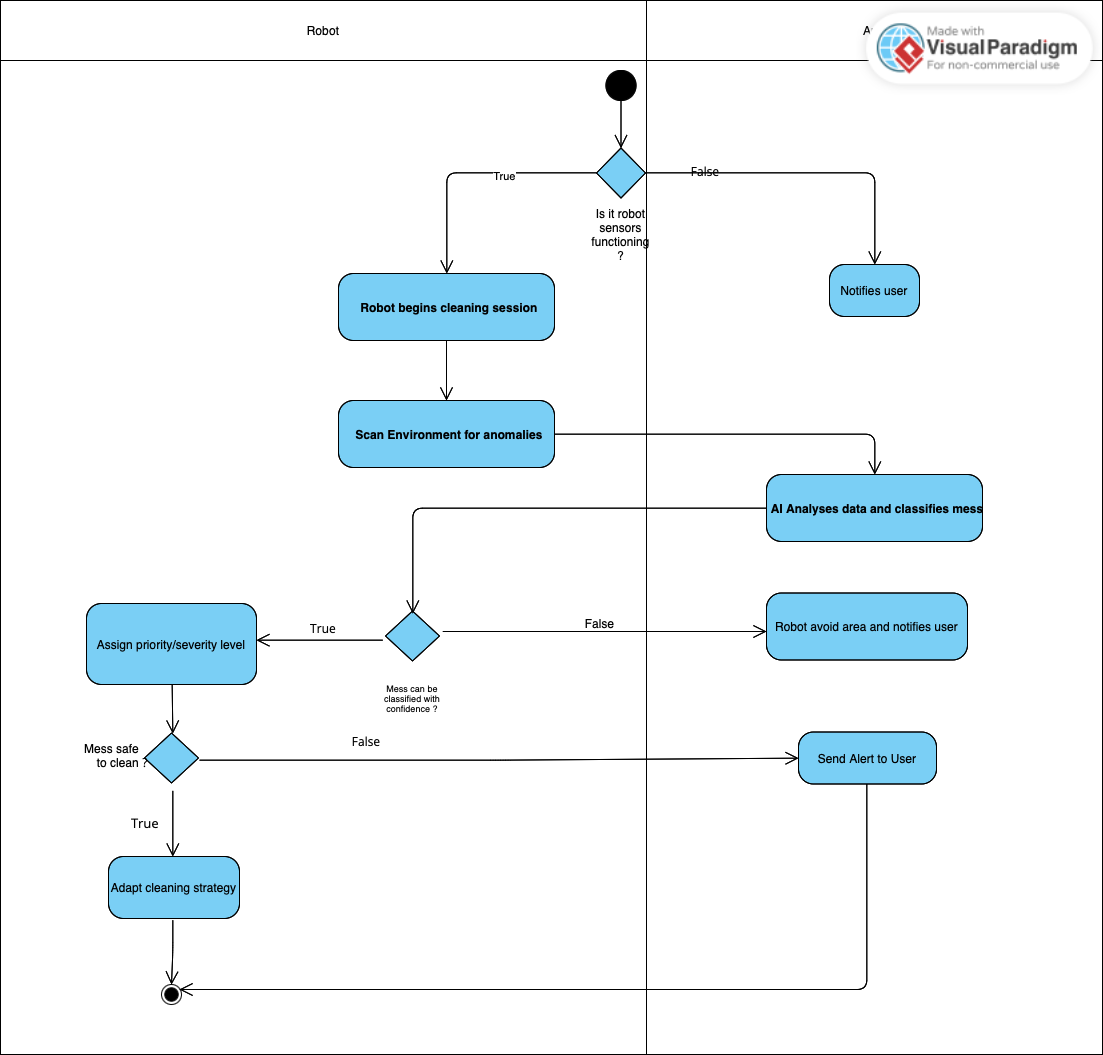 Robot
Made with
Visual Paradigm
For non-commercial use
True
False
Is it robot
sensors
functioning
?
Notifies user
Robot begins cleaning session
Scan Environment for anomalies
AI Analyses data and classifies mess
Assign priority/severity level
True
False
Robot avoid area and notifies user
Mess can be
classified with
confidence ?
Mess safe
to clean ?
False
Send Alert to User
True
Adapt cleaning strategy